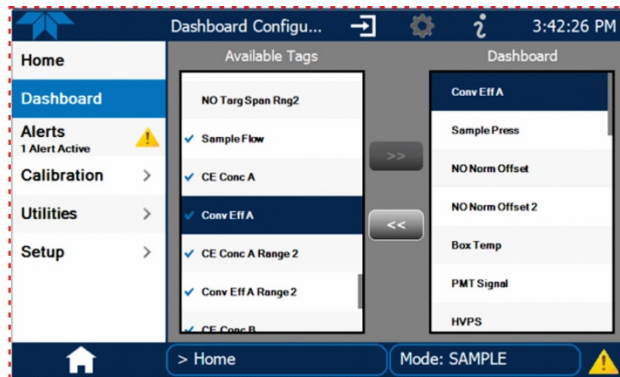 Dashboard Configu...
3:42:26 PM
Home
Dashboard
Alerts
1 Alert Active
Calibration
Utilities
Setup
Available Tags
NO Targ Span Rng2
Sample Flow
CE Conc A
Conv Eff A
CE Conc A Range 2
Conv Eff A Range 2
CE Conc B
>>
<<
Dashboard
Conv Eff A
Sample Press
NO Norm Offset
NO Norm Offset 2
Box Temp
PMT Signal
HVPS
> Home
Mode: SAMPLE